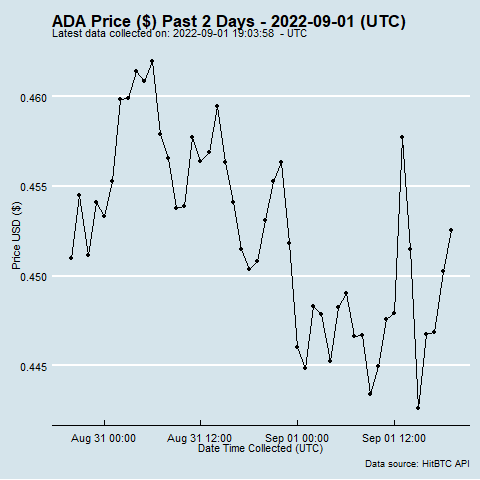 ADA Price ($) Past 2 Days - 2022-09-01 (UTC)
Latest data collected on: 2022-09-01 19:03:58 - UTC
0.460
0.455
0.450
0.445
Price USD ($)
Aug 31 00:00
Aug 31 12:00
Sep 01 00:00
Sep 01 12:00
Date Time Collected (UTC)
Data source: HitBTC API